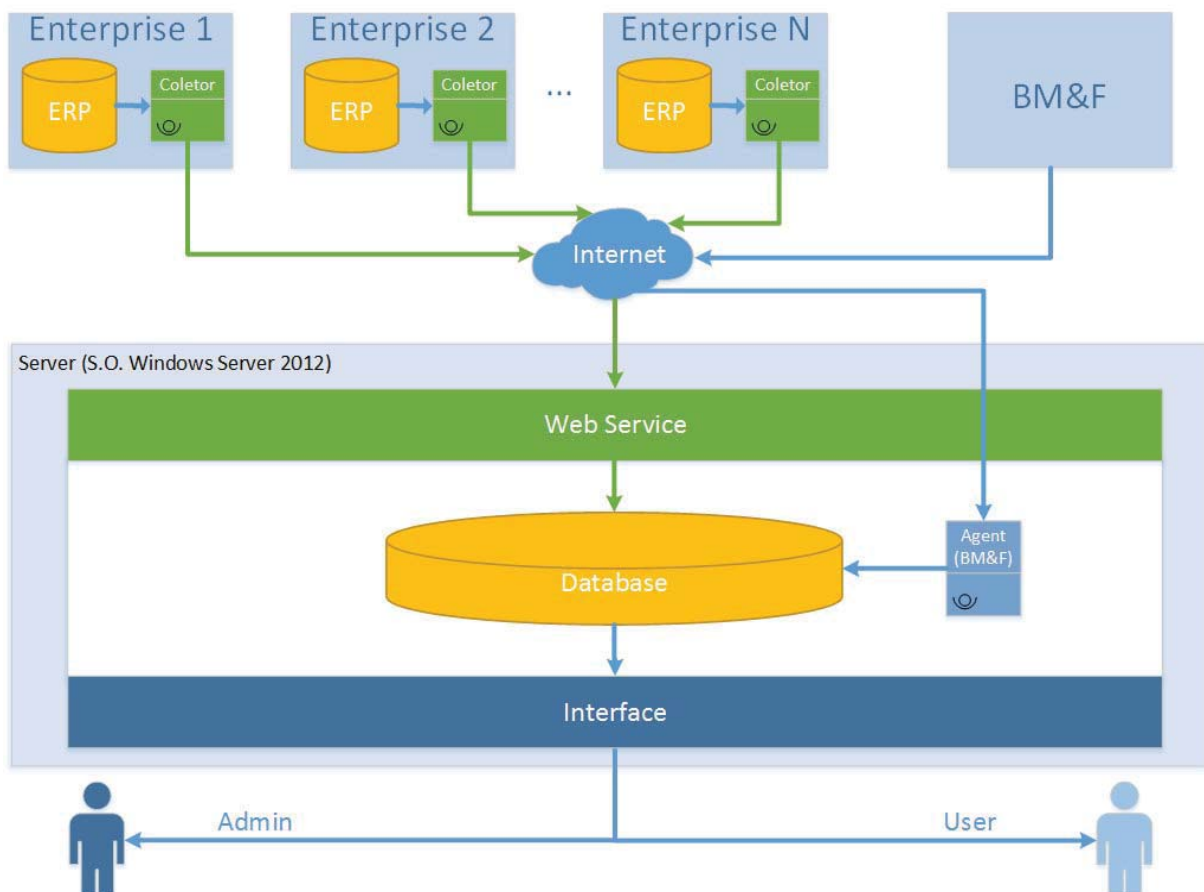 Enterprise 1
Enterprise 2
Enterprise N
ERP
Coletor
ERP
Coletor
...
ERP
Coletor
BM&F
Internet
Server (S.O. Windows Server 2012)
Web Service
Agent
(BM&F)
Database
Interface
Admin
User